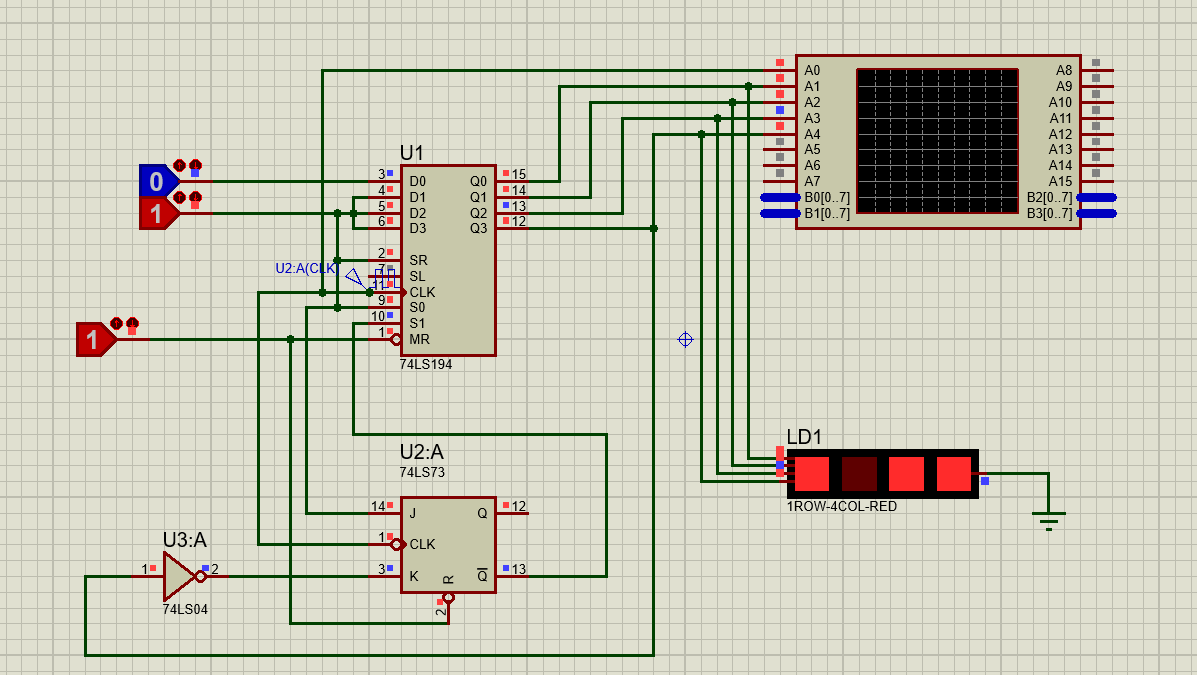 U1
0
1
1
3 D0 Q0 15
4 D1 Q1 14
5 D2 Q2 13
6 D3 Q3 12
2 SR
7 SL
11 CLK
9 S0
10 S1
1 MR
74LS194
U2:A(CLK)
A0 A8
A1 A9
A2 A10
A3 A11
A4 A12
A5 A13
A6 A14
A7 A15
B0[0..7] B2[0..7]
B1[0..7] B3[0..7]
LD1
1ROW-4COL-RED
U2:A
74LS73
14 J Q 12
1 CLK
3 K Q 13
R
2
U3:A
1 2
74LS04